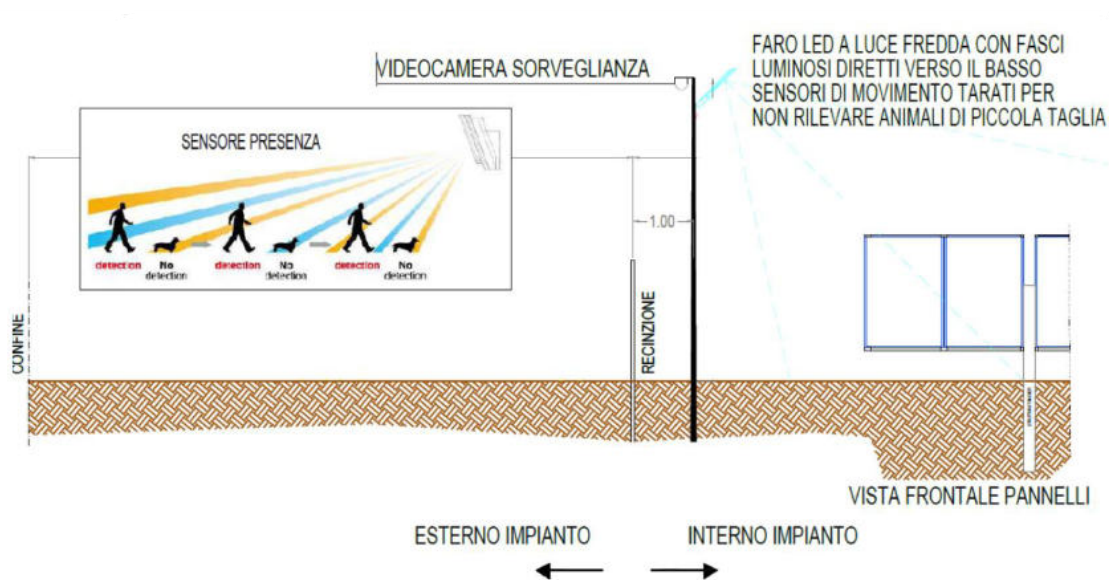 FARO LED A LUCE FREDDA CON FASCI
LUMINOSI DIRETTI VERSO IL BASSO
SENSORI DI MOVIMENTO TARATI PER
NON RILEVARE ANIMALI DI PICCOLA TAGLIA
VIDEOCAMERA SORVEGLIANZA
SENSORE PRESENZA
detection No detection detection No detection detection No detection
1.00
CONFINE
RECINZIONE
VISTA FRONTALE PANNELLI
ESTERNO IMPIANTO INTERNO IMPIANTO